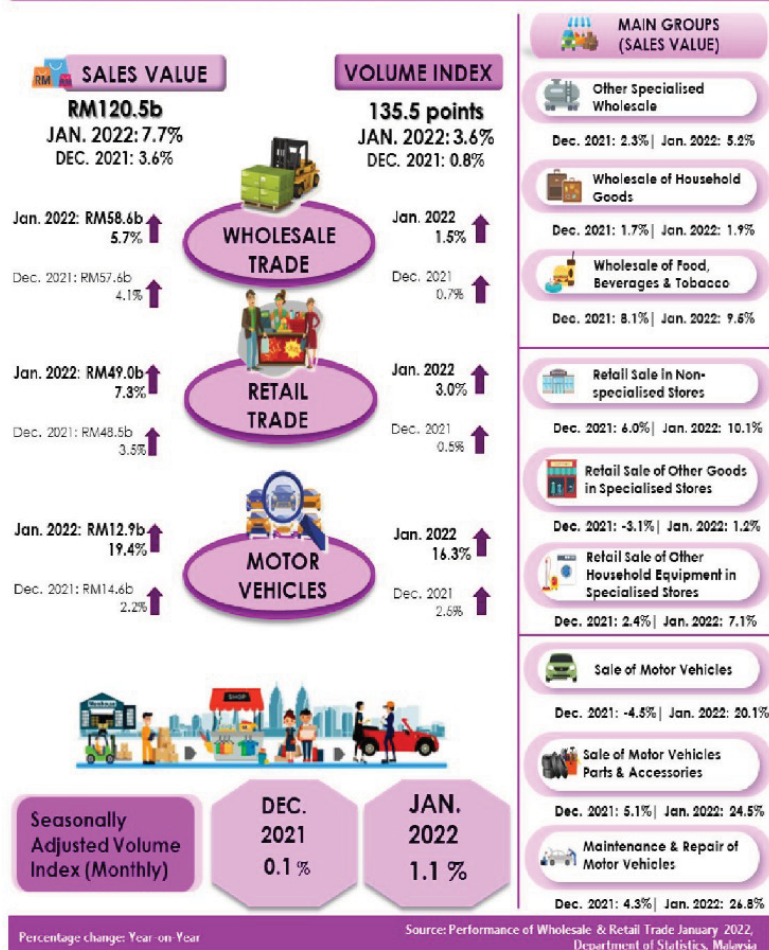 SALES VALUE
RM120.5b
JAN. 2022: 7.7%
DEC. 2021: 3.6%
VOLUME INDEX
135.5 points
JAN. 2022: 3.6%
DEC. 2021: 0.8%
Jan. 2022: RM58.6b
5.7%
Dec. 2021: RM57.6b
4.1%
WHOLESALE
TRADE
Jan. 2022
1.5%
Dec. 2021
0.7%
Jan. 2022: RM49.0b
7.3%
Dec. 2021: RM48.5b
3.5%
RETAIL
TRADE
Jan. 2022
3.0%
Dec. 2021
0.5%
Jan. 2022: RM12.9b
19.4%
Dec. 2021: RM14.6b
2.2%
MOTOR
VEHICLES
Jan. 2022
16.3%
Dec. 2021
2.5%
SHOP
Seasonally
Adjusted Volume
Index (Monthly)
DEC.
2021
0.1 %
JAN.
2022
1.1 %
MAIN GROUPS
(SALES VALUE)
Other Specialised
Wholesale
Dec. 2021: 2.3%| Jan. 2022: 5.2%
Wholesale of Household
Goods
Dec. 2021: 1.7%| Jan. 2022: 1.9%
Wholesale of Food,
Beverages & Tobacco
Dec. 2021: 8.1%| Jan. 2022: 9.5%
Retail Sale in Non-
specialised Stores
Dec. 2021: 6.0%| Jan. 2022: 10.1%
Retail Sale of Other Goods
in Specialised Stores
Dec. 2021: -3.1%| Jan. 2022: 1.2%
Retail Sale of Other
Household Equipment in
Specialised Stores
Dec. 2021: 2.4%| Jan. 2022: 7.1%
Sale of Motor Vehicles
Dec. 2021: -4.5%| Jan. 2022: 20.1%
Sale of Motor Vehicles
Parts & Accessories
Dec. 2021: 5.1%| Jan. 2022: 24.5%
Maintenance & Repair of
Motor Vehicles
Dec. 2021: 4.3%| Jan. 2022: 26.8%
Percentage change: Year-on-Year
Source: Performance of Wholesale & Retail Trade January 2022,
Department of Statistics, Malaysia